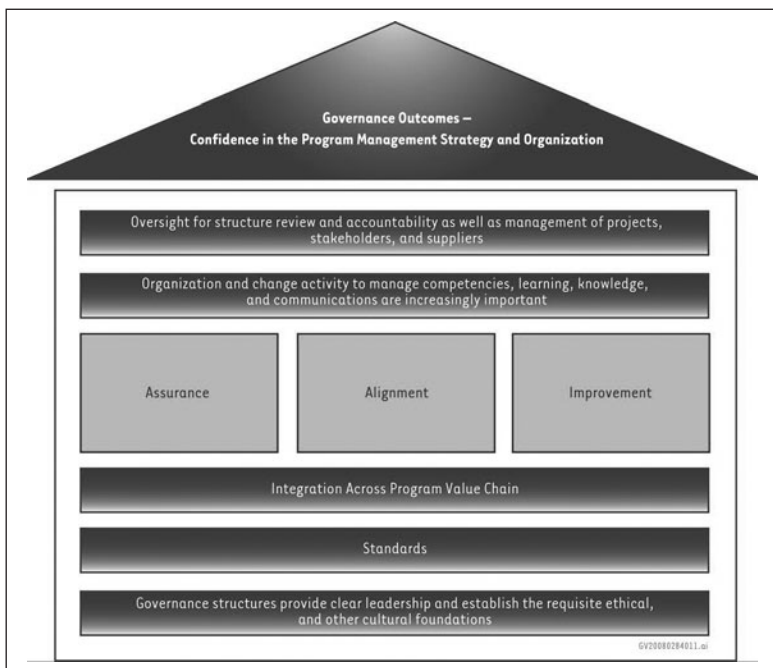 Governance Outcomes –
Confidence in the Program Management Strategy and Organization
Oversight for structure review and accountability as well as management of projects,
stakeholders, and suppliers
Organization and change activity to manage competencies, learning, knowledge,
and communications are increasingly important
Assurance
Alignment
Improvement
Integration Across Program Value Chain
Standards
Governance structures provide clear leadership and establish the requisite ethical,
and other cultural foundations
GV20080284011.ai